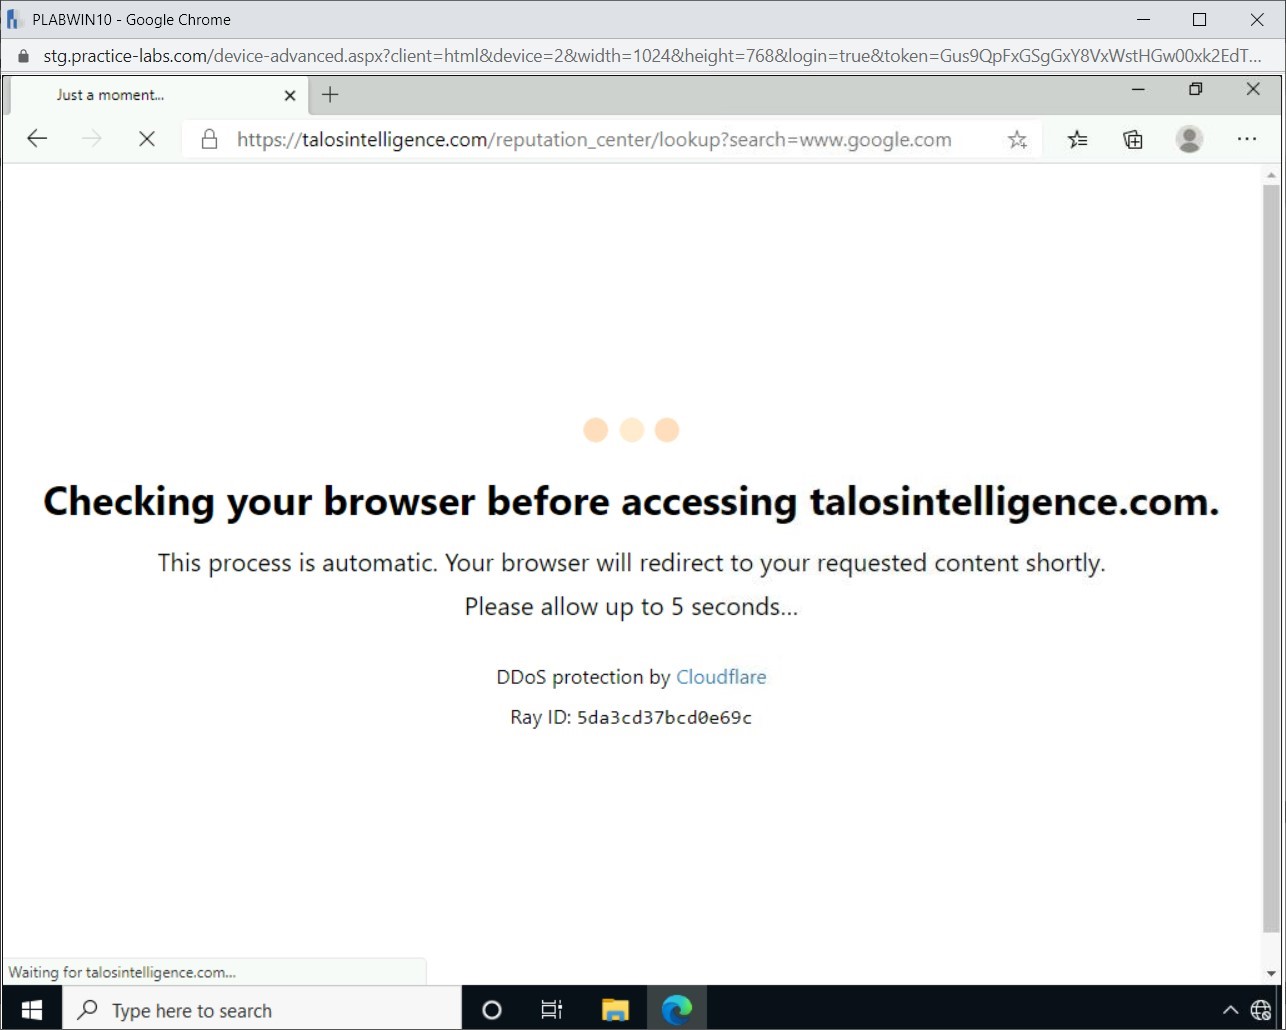 PLABWIN10 - Google Chrome
stg.practice-labs.com/device-advanced.aspx?client=html&device=2&width=1024&height=768&login=true&token=Gus9QpFxGSgGxY8VxWstHGw00xk2EdT...
Just a moment...
https://talosintelligence.com/reputation_center/lookup?search=www.google.com
Checking your browser before accessing talosintelligence.com.
This process is automatic. Your browser will redirect to your requested content shortly.
Please allow up to 5 seconds...
DDoS protection by Cloudflare
Ray ID: 5da3cd37bcd0e69c
Waiting for talosintelligence.com...
Type here to search